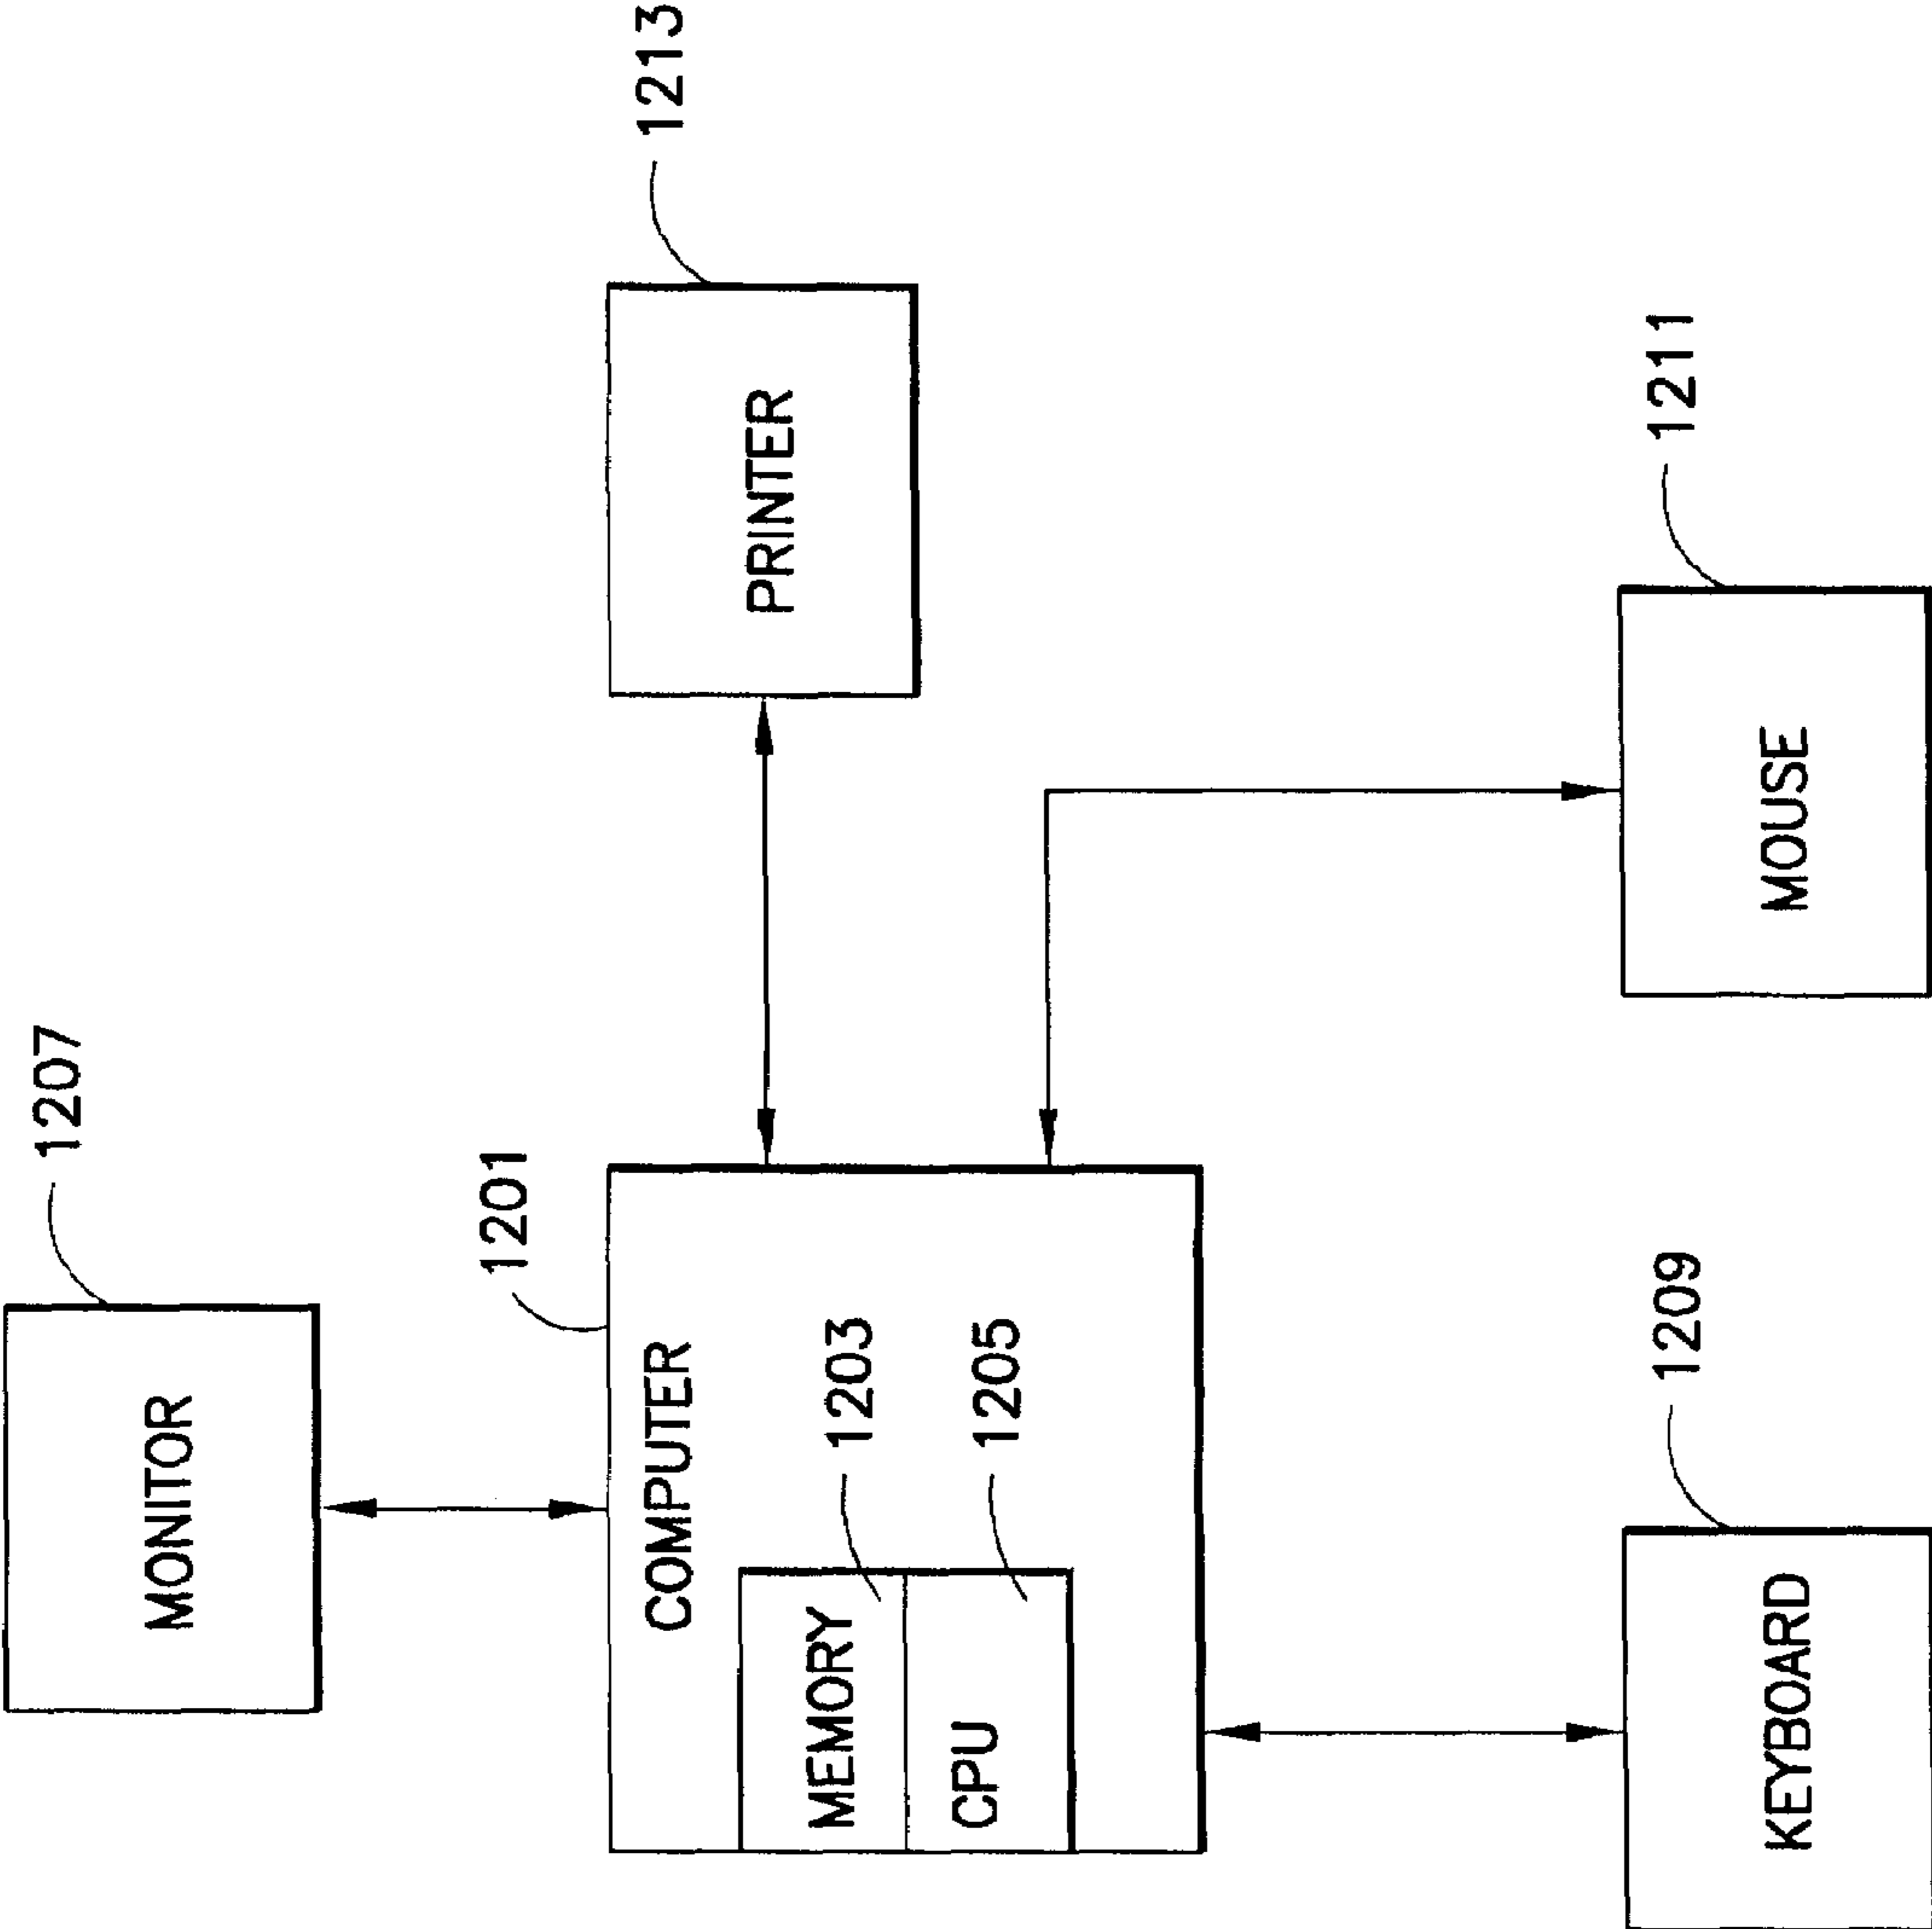 1207
MONITOR
1201
COMPUTER
MEMORY
1203
CPU
1205
1213
PRINTER
1209
KEYBOARD
1211
MOUSE